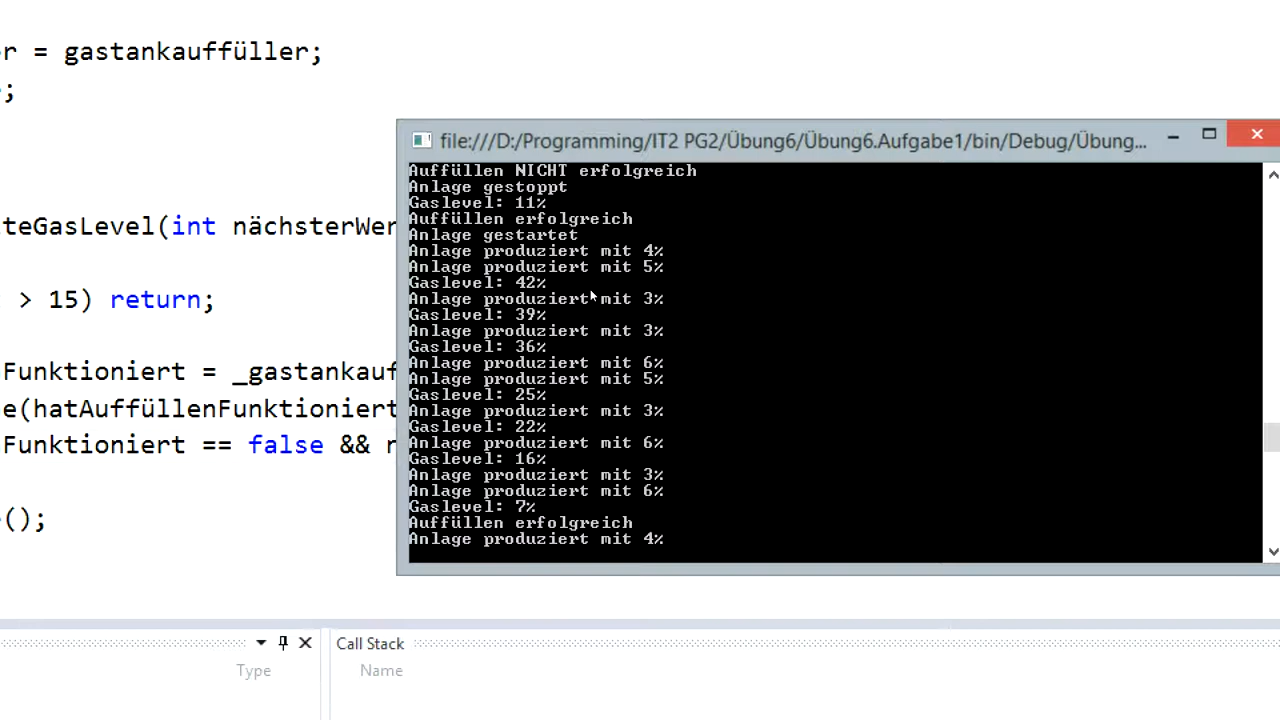 er = gastankauffüller;
;
teGasLevel(int nächsterWer
> 15) return;
Funktioniert = _gastankauf
e(hatAuffüllenFunktioniert
Funktioniert == false && r
();
file:///D:/Programming/IT2 PG2/Übung6/Übung6.Aufgabe1/bin/Debug/Übung...
Auffüllen NICHT erfolgreich
Anlage gestoppt
Gaslevel: 11%
Auffüllen erfolgreich
Anlage gestartet
Anlage produziert mit 4%
Anlage produziert mit 5%
Gaslevel: 42%
Anlage produziert mit 3%
Gaslevel: 39%
Anlage produziert mit 3%
Gaslevel: 36%
Anlage produziert mit 6%
Anlage produziert mit 5%
Gaslevel: 25%
Anlage produziert mit 3%
Gaslevel: 22%
Anlage produziert mit 6%
Gaslevel: 16%
Anlage produziert mit 3%
Anlage produziert mit 6%
Gaslevel: 7%
Auffüllen erfolgreich
Anlage produziert mit 4%
Type
Call Stack
Name